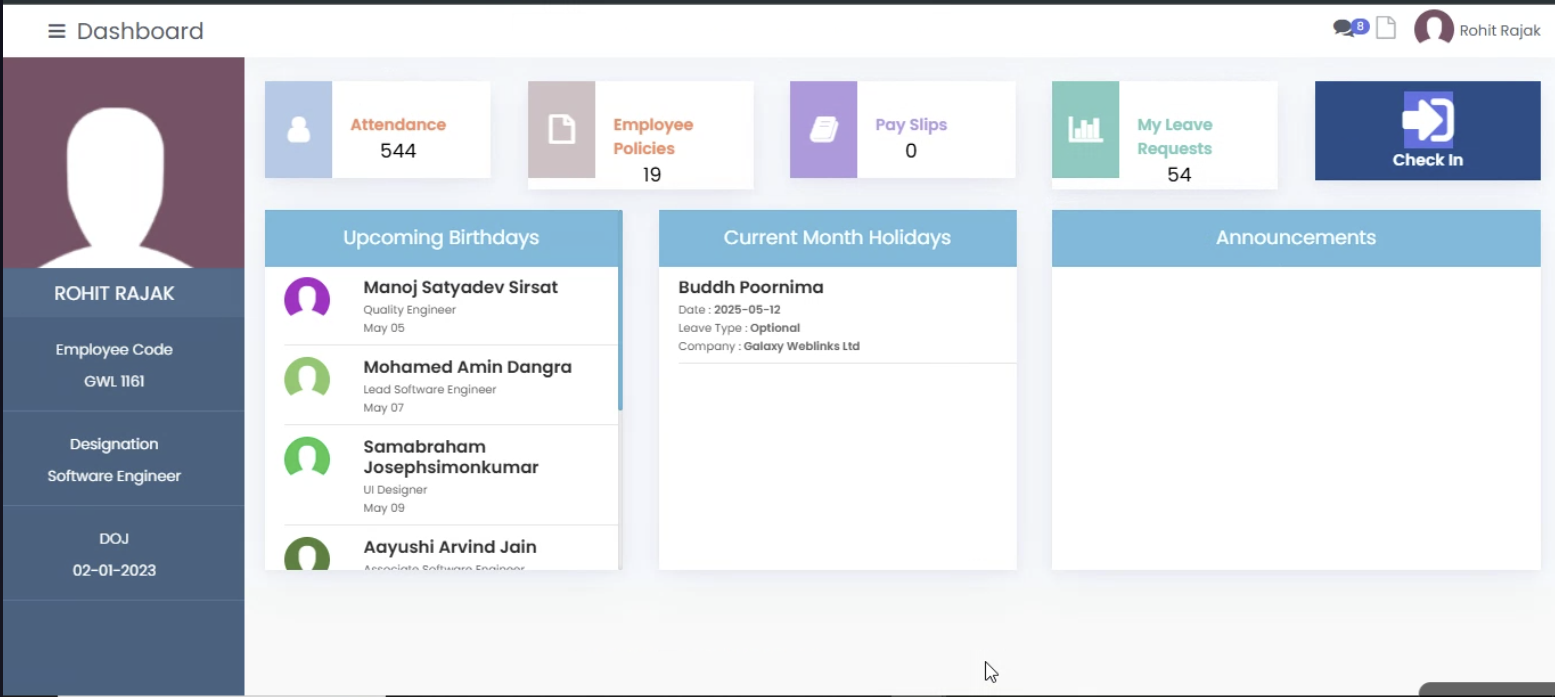 Dashboard
8
Rohit Rajak
ROHIT RAJAK
Employee Code
GWL 1161
Designation
Software Engineer
DOJ
02-01-2023
Attendance
544
Employee
Policies
19
Pay Slips
0
My Leave
Requests
54
Check In
Upcoming Birthdays
Manoj Satyadev Sirsat
Quality Engineer
May 05
Mohamed Amin Dangra
Lead Software Engineer
May 07
Samabraham
Josephsimonkumar
UI Designer
May 09
Aayushi Arvind Jain
Associate Software Engineer
Current Month Holidays
Buddh Poornima
Date : 2025-05-12
Leave Type : Optional
Company : Galaxy Weblinks Ltd
Announcements